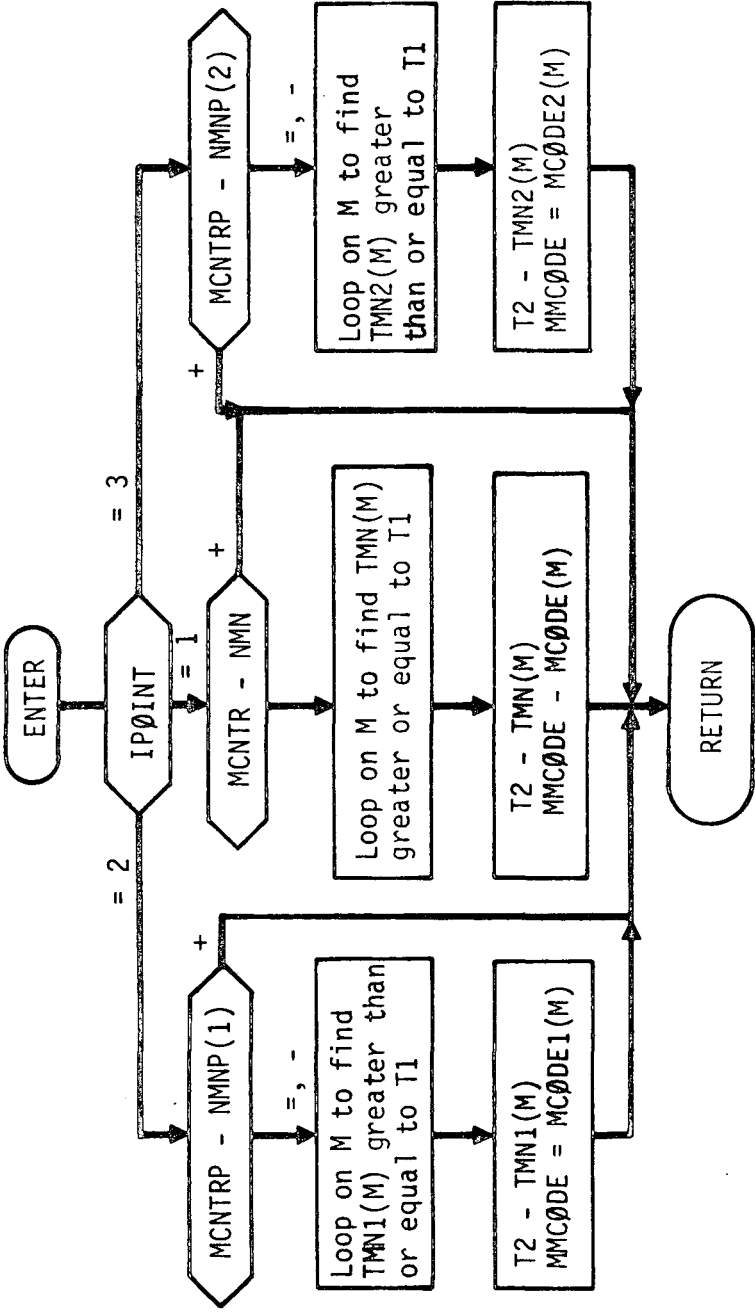 ENTER
IPØINT
= 2
= 1
= 3
MCNTRP - NMNP(1)
+
=, -
Loop on M to find
TMN1(M) greater than
or equal to T1
T2 - TMN1(M)
MMCØDE = MCØDE1(M)
MCNTR - NMN
+
Loop on M to find TMN(M)
greater or equal to T1
T2 - TMN(M)
MMCØDE - MCØDE(M)
MCNTRP - NMNP(2)
+
=, -
Loop on M to find
TMN2(M) greater
than or equal to T1
T2 - TMN2(M)
MMCØDE = MCØDE2(M)
RETURN